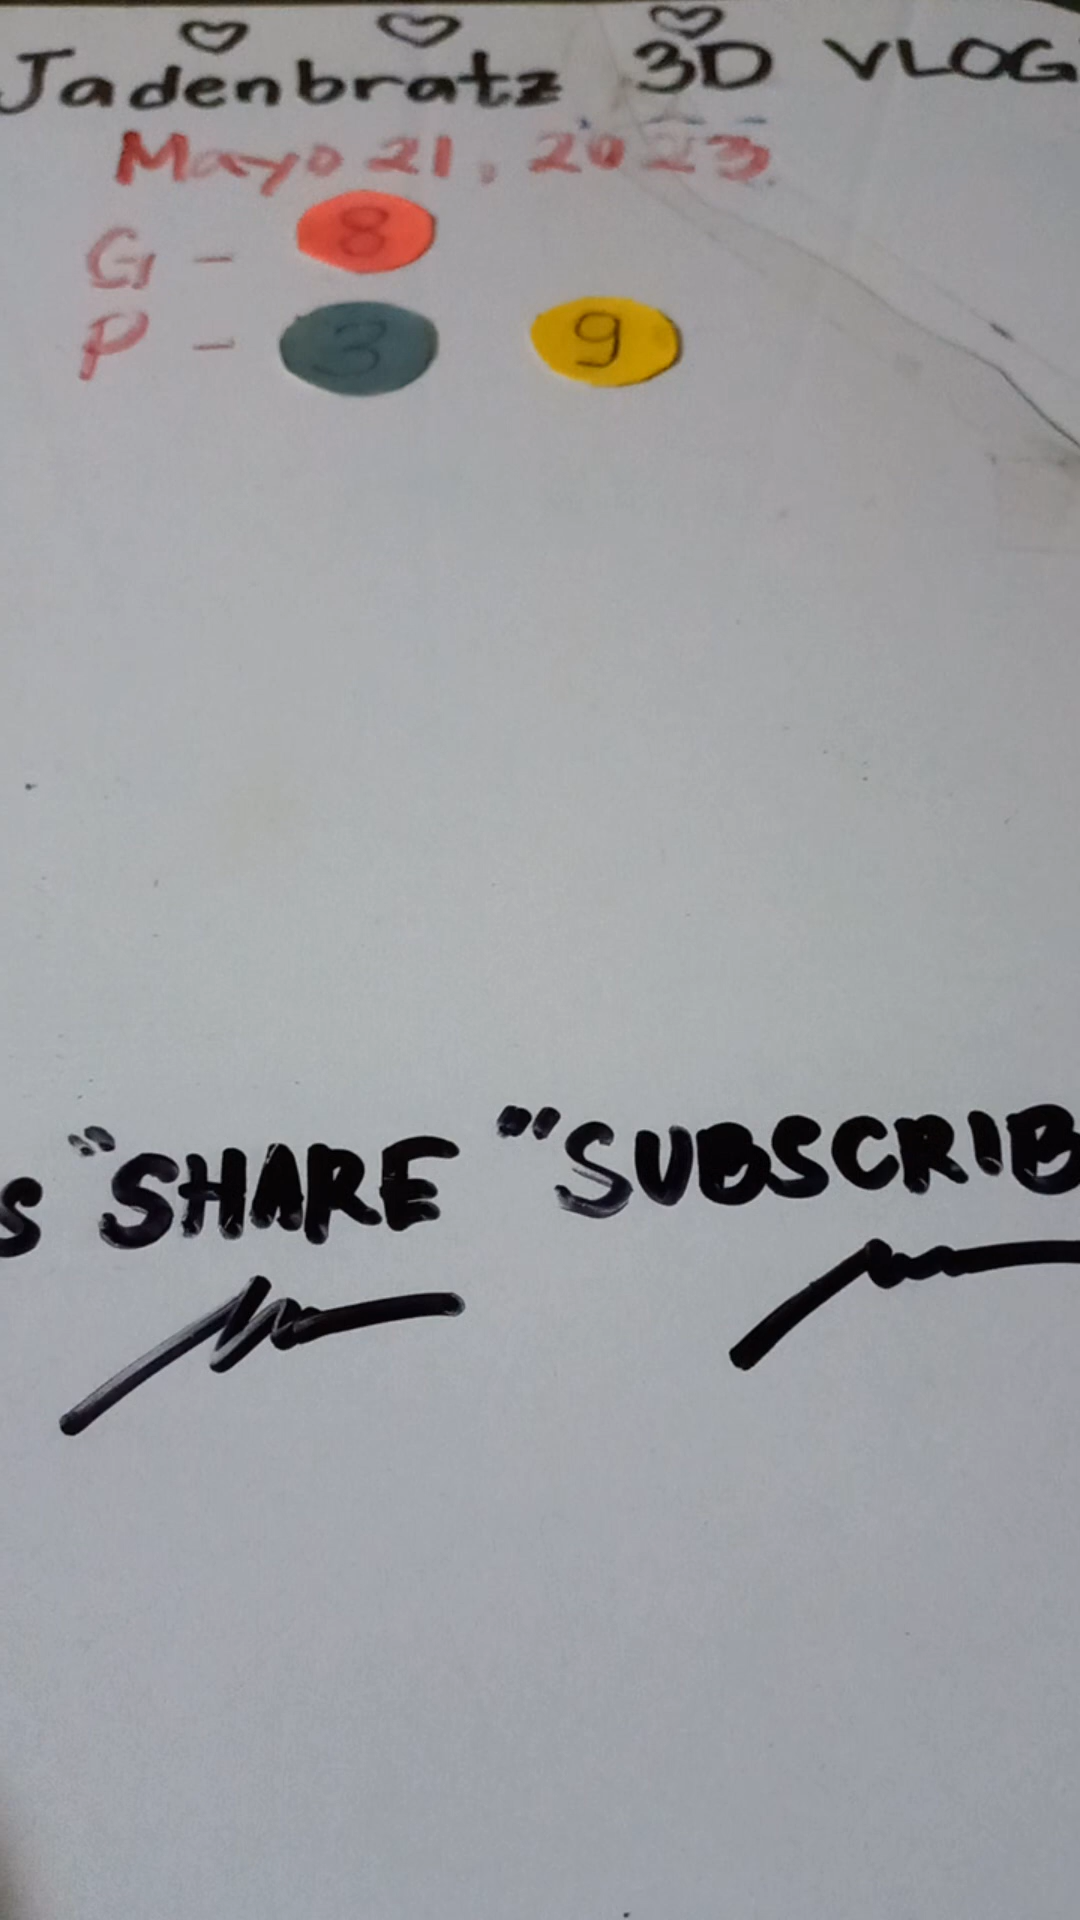 Jadenbratz 3D VLOG
Mayo 21, 2023
G - 8
P - 3 9
s "SHARE "" SUBSCRIB